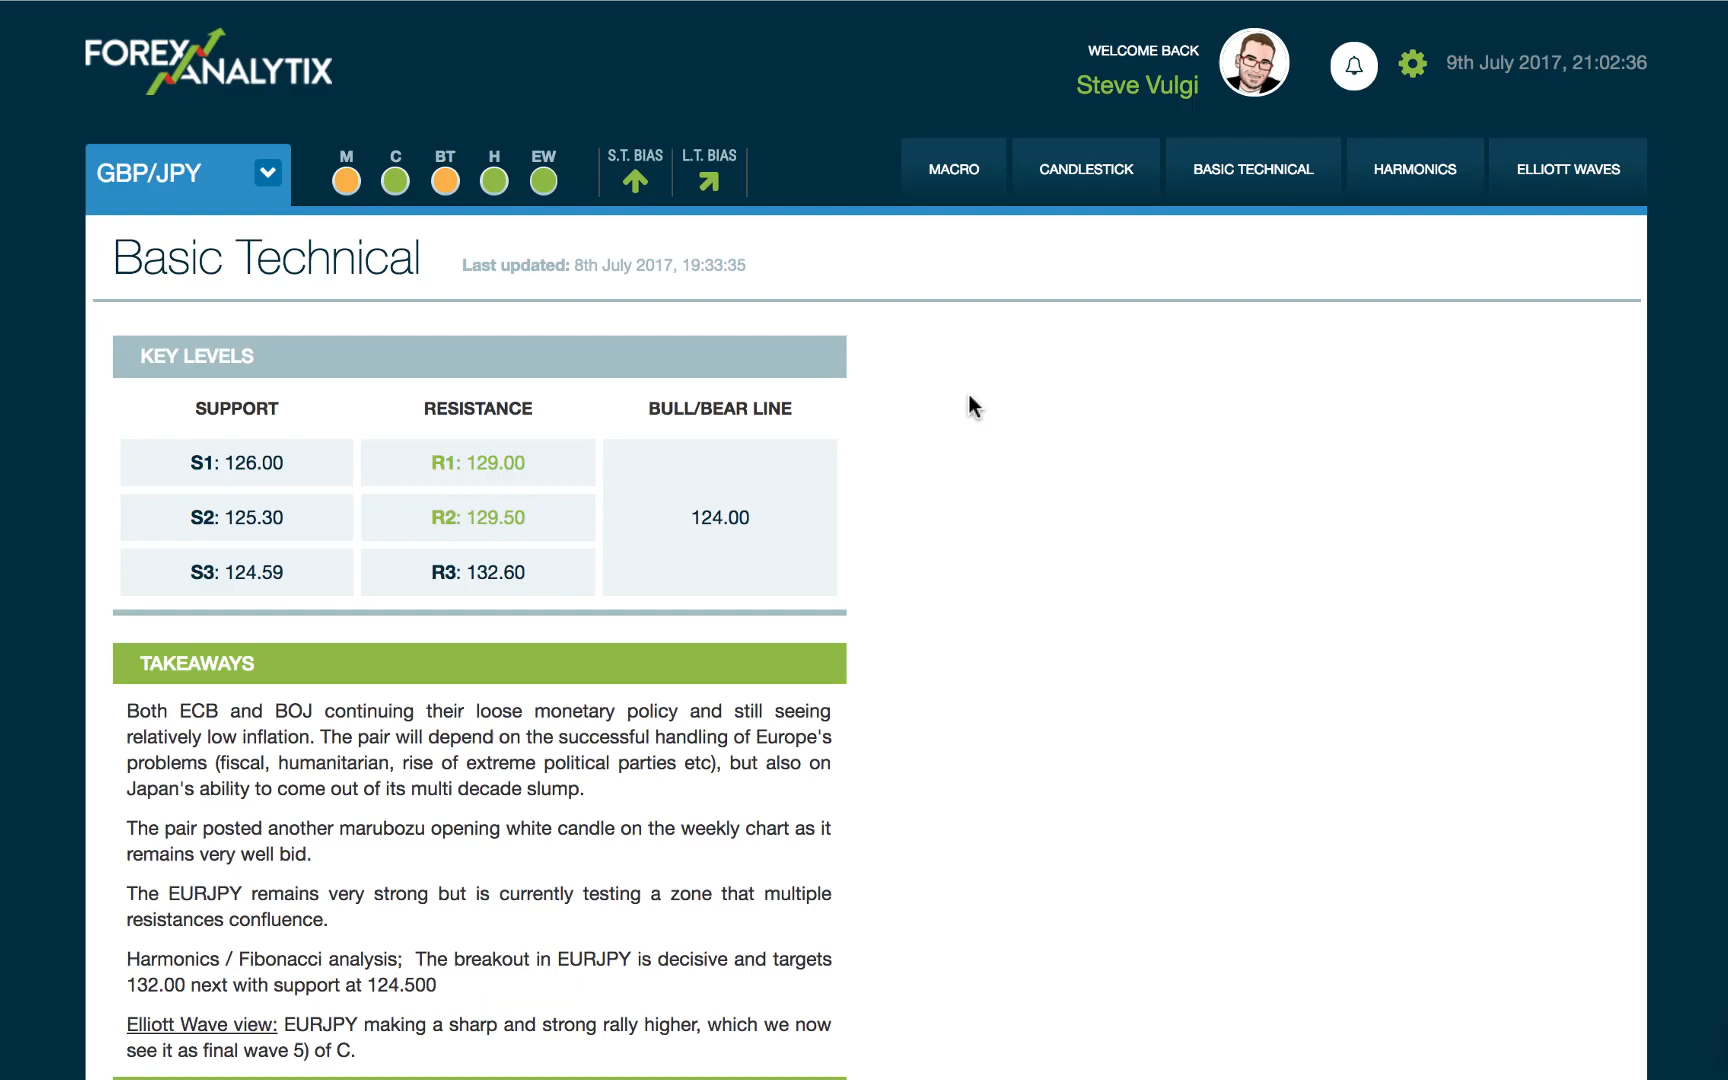 FOREX
ANALYTIX
WELCOME BACK
Steve Vulgi
9th July 2017, 21:02:36
GBP/JPY
M C BT H EW
S.T. BIAS L.T. BIAS
MACRO CANDLESTICK BASIC TECHNICAL HARMONICS ELLIOTT WAVES
Basic Technical
Last updated: 8th July 2017, 19:33:35
KEY LEVELS
SUPPORT RESISTANCE BULL/BEAR LINE
S1: 126.00 R1: 129.00
S2: 125.30 R2: 129.50 124.00
S3: 124.59 R3: 132.60
TAKEAWAYS
Both ECB and BOJ continuing their loose monetary policy and still seeing
relatively low inflation. The pair will depend on the successful handling of Europe's
problems (fiscal, humanitarian, rise of extreme political parties etc), but also on
Japan's ability to come out of its multi decade slump.
The pair posted another marubozu opening white candle on the weekly chart as it
remains very well bid.
The EURJPY remains very strong but is currently testing a zone that multiple
resistances confluence.
Harmonics / Fibonacci analysis; The breakout in EURJPY is decisive and targets
132.00 next with support at 124.500
Elliott Wave view: EURJPY making a sharp and strong rally higher, which we now
see it as final wave 5) of C.